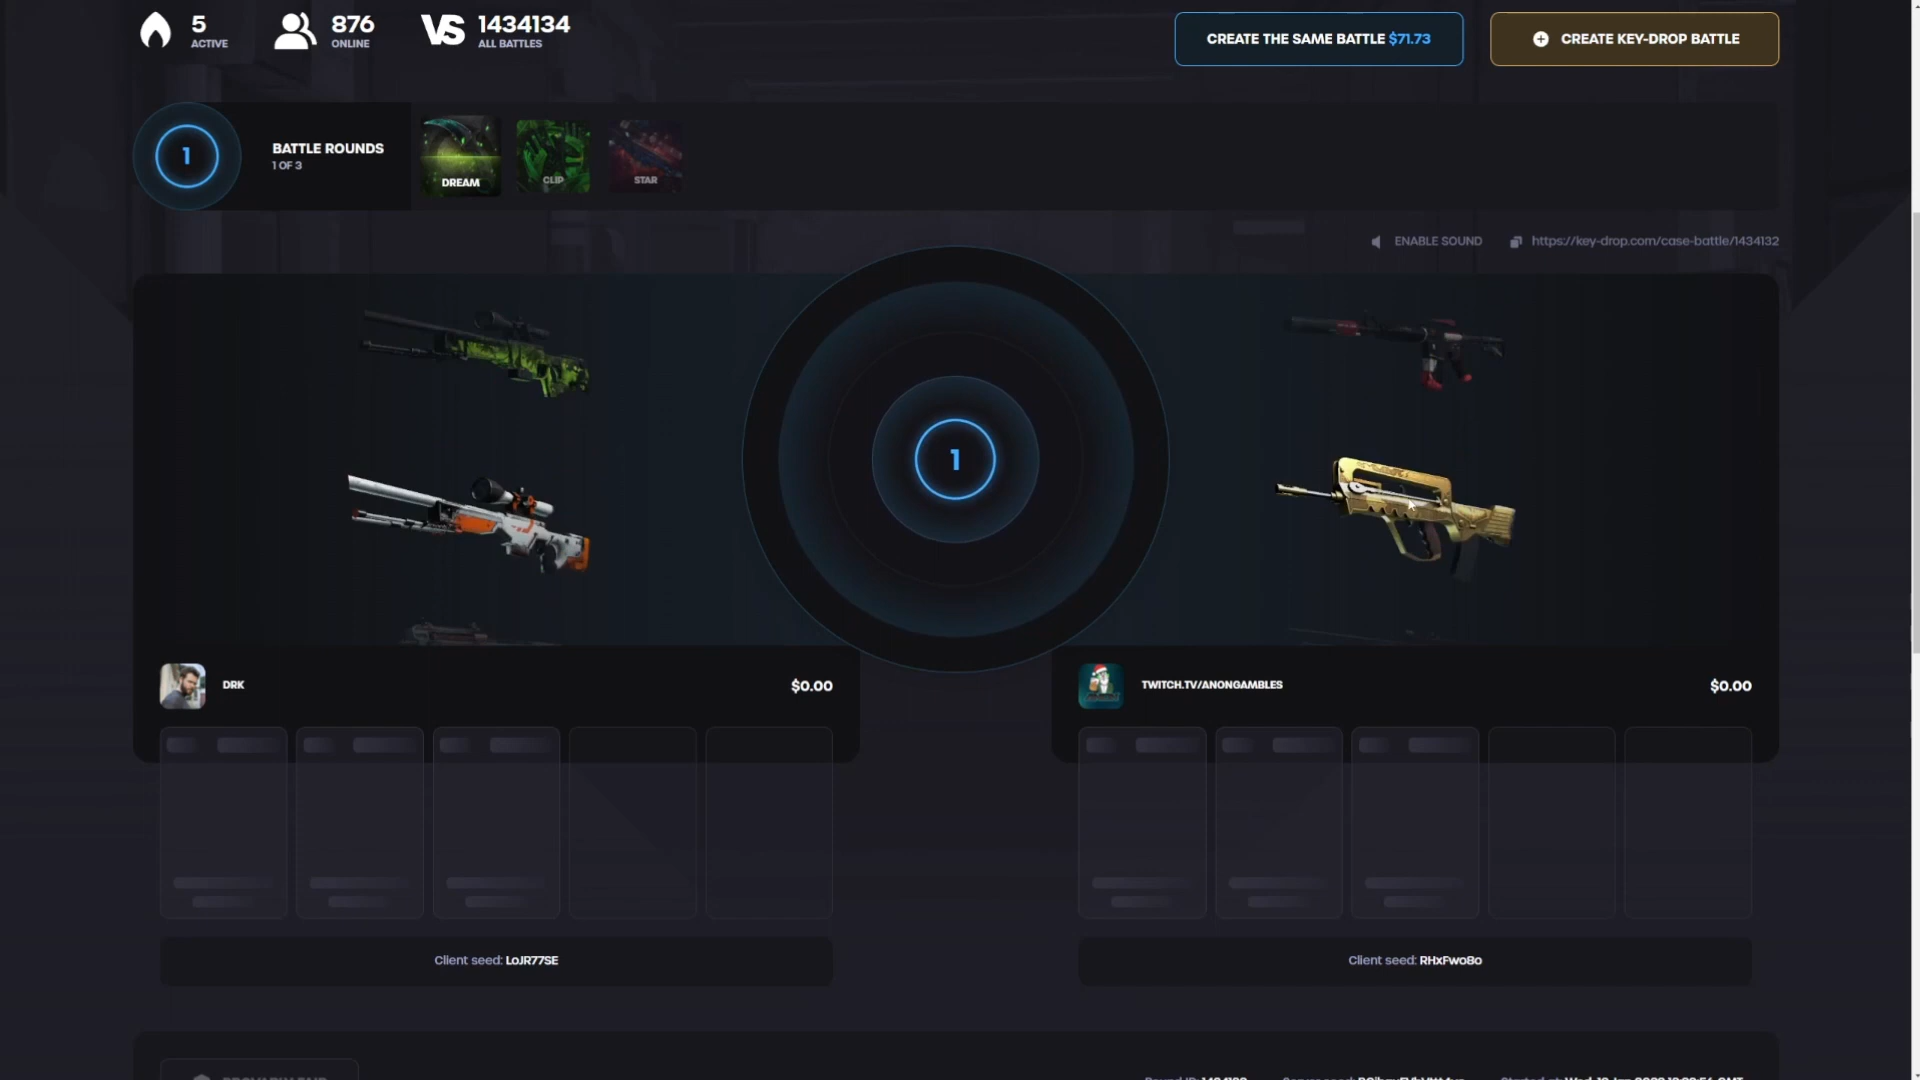 5
ACTIVE
876
ONLINE
VS
1434134
ALL BATTLES
CREATE THE SAME BATTLE $71.73
CREATE KEY-DROP BATTLE
1
BATTLE ROUNDS
1 OF 3
DREAM
CLIP
STAR
ENABLE SOUND
https://key-drop.com/case-battle/1434132
1
DRK
$0.00
TWITCH.TV/ANONGAMBLES
$0.00
Client seed: LoJR77SE
Client seed: RHxFwo8o